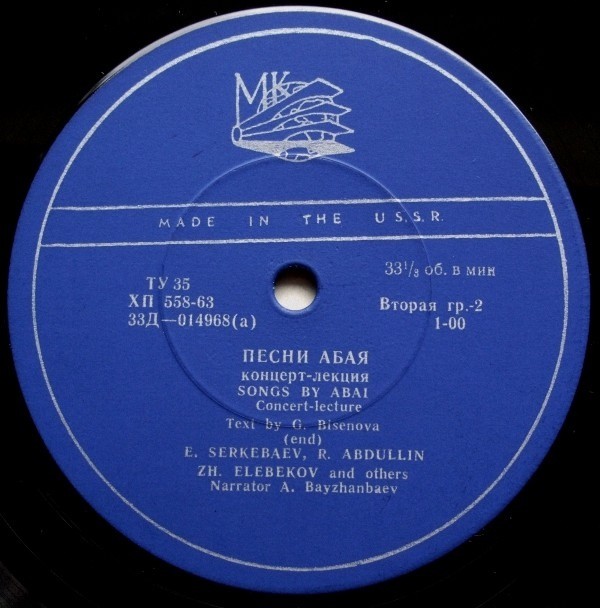 МК
MADE IN THE U.S.S.R.
ТУ 35
ХП 558-63
33Д—014968(а)
33⅓ об. в мин
Вторая гр.-2
1-00
ПЕСНИ АБАЯ
концерт-лекция
SONGS BY ABAI
Concert-lecture
Text by G. Bisenova
(end)
E. SERKEBAEV, R. ABDULLIN
ZH. ELEBEKOV and others
Narrator A. Bayzhanbaev